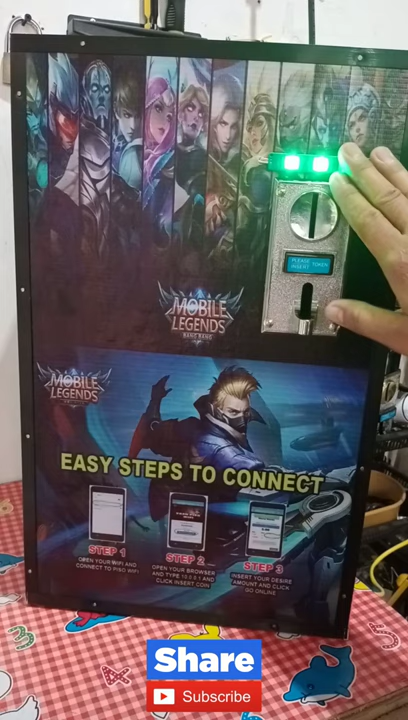 PLEASE TOKEN
INSERT
MOBILE
LEGENDS
BANG BANG
MOBILE
LEGENDS
EASY STEPS TO CONNECT
STEP 1
OPEN YOUR WIFI AND
CONNECT TO PISO WIFI
STEP 2
OPEN YOUR BROWSER
AND TYPE 10.0.0.1 AND
CLICK INSERT COIN
STEP 3
INSERT YOUR DESIRE
AMOUNT AND CLICK
GO ONLINE
5
Share
Subscribe